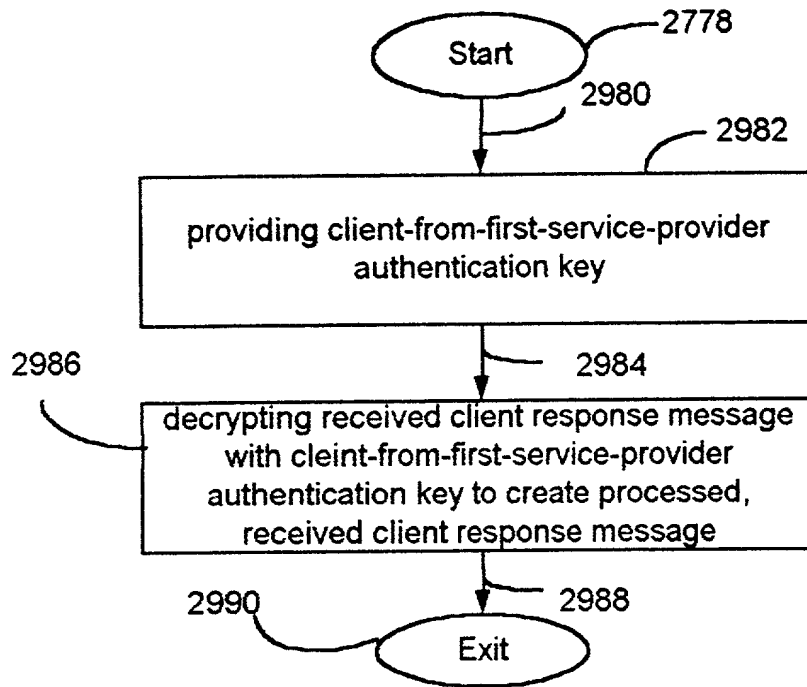 2778
Start
2980
2982
providing client-from-first-service-provider
authentication key
2984
2986
decrypting received client response message
with cleint-from-first-service-provider
authentication key to create processed,
received client response message
2988
2990
Exit